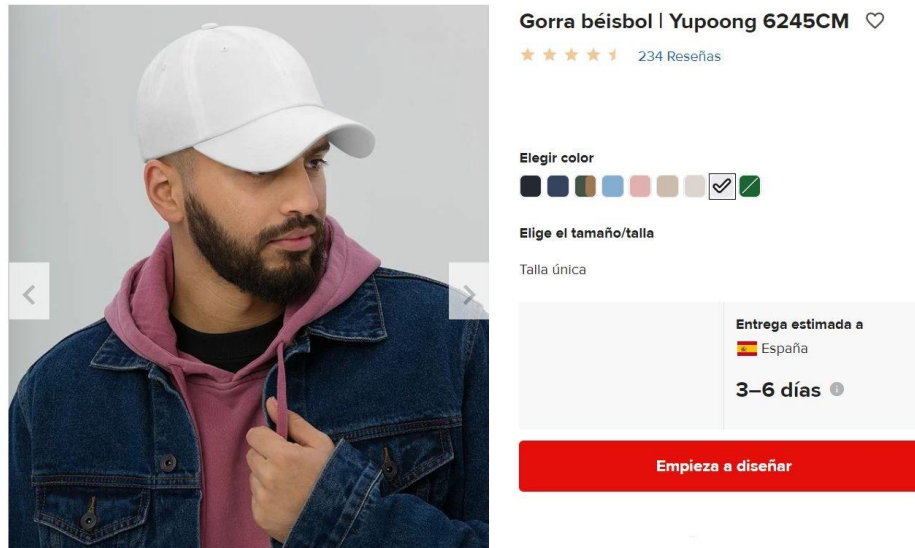 Gorra béisbol | Yupoong 6245CM
234 Reseñas
Elegir color
Elige el tamaño/talla
Talla única
Entrega estimada a
España
3–6 días
Empieza a diseñar